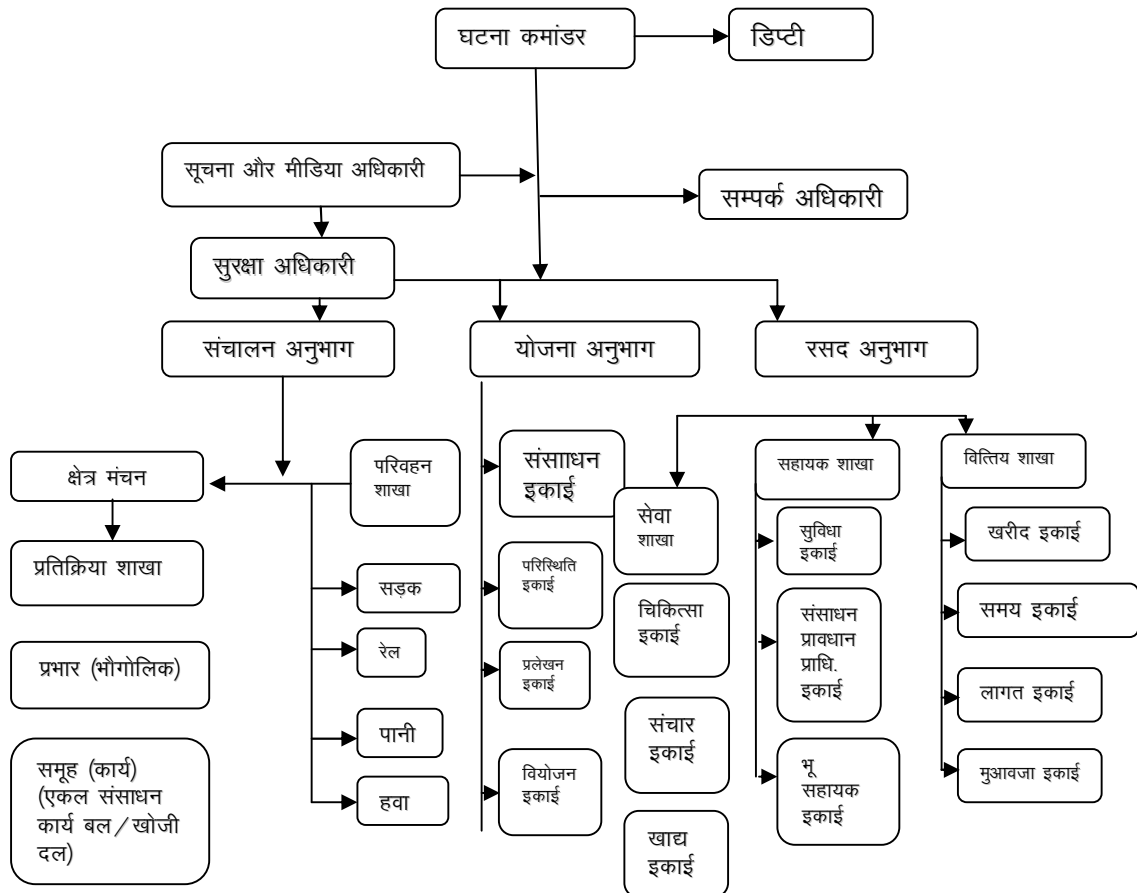 घटना कमांडर
डिप्टी
सूचना और मीडिया अधिकारी
सम्पर्क अधिकारी
सुरक्षा अधिकारी
संचालन अनुभाग
योजना अनुभाग
रसद अनुभाग
क्षेत्र मंचन
प्रतिक्रिया शाखा
प्रभार (भौगोलिक)
समूह (कार्य)
(एकल संसाधन
कार्य बल/खोजी
दल)
परिवहन
शाखा
सड़क
रेल
पानी
हवा
संसााधन
इकाई
परिस्थिति
इकाई
प्रलेखन
इकाई
वियोजन
इकाई
सेवा
शाखा
चिकित्सा
इकाई
संचार
इकाई
खाद्य
इकाई
सहायक शाखा
सुविधा
इकाई
संसाधन
प्रावधान
प्राधि.
इकाई
भू
सहायक
इकाई
वित्तिय शाखा
खरीद इकाई
समय इकाई
लागत इकाई
मुआवजा इकाई